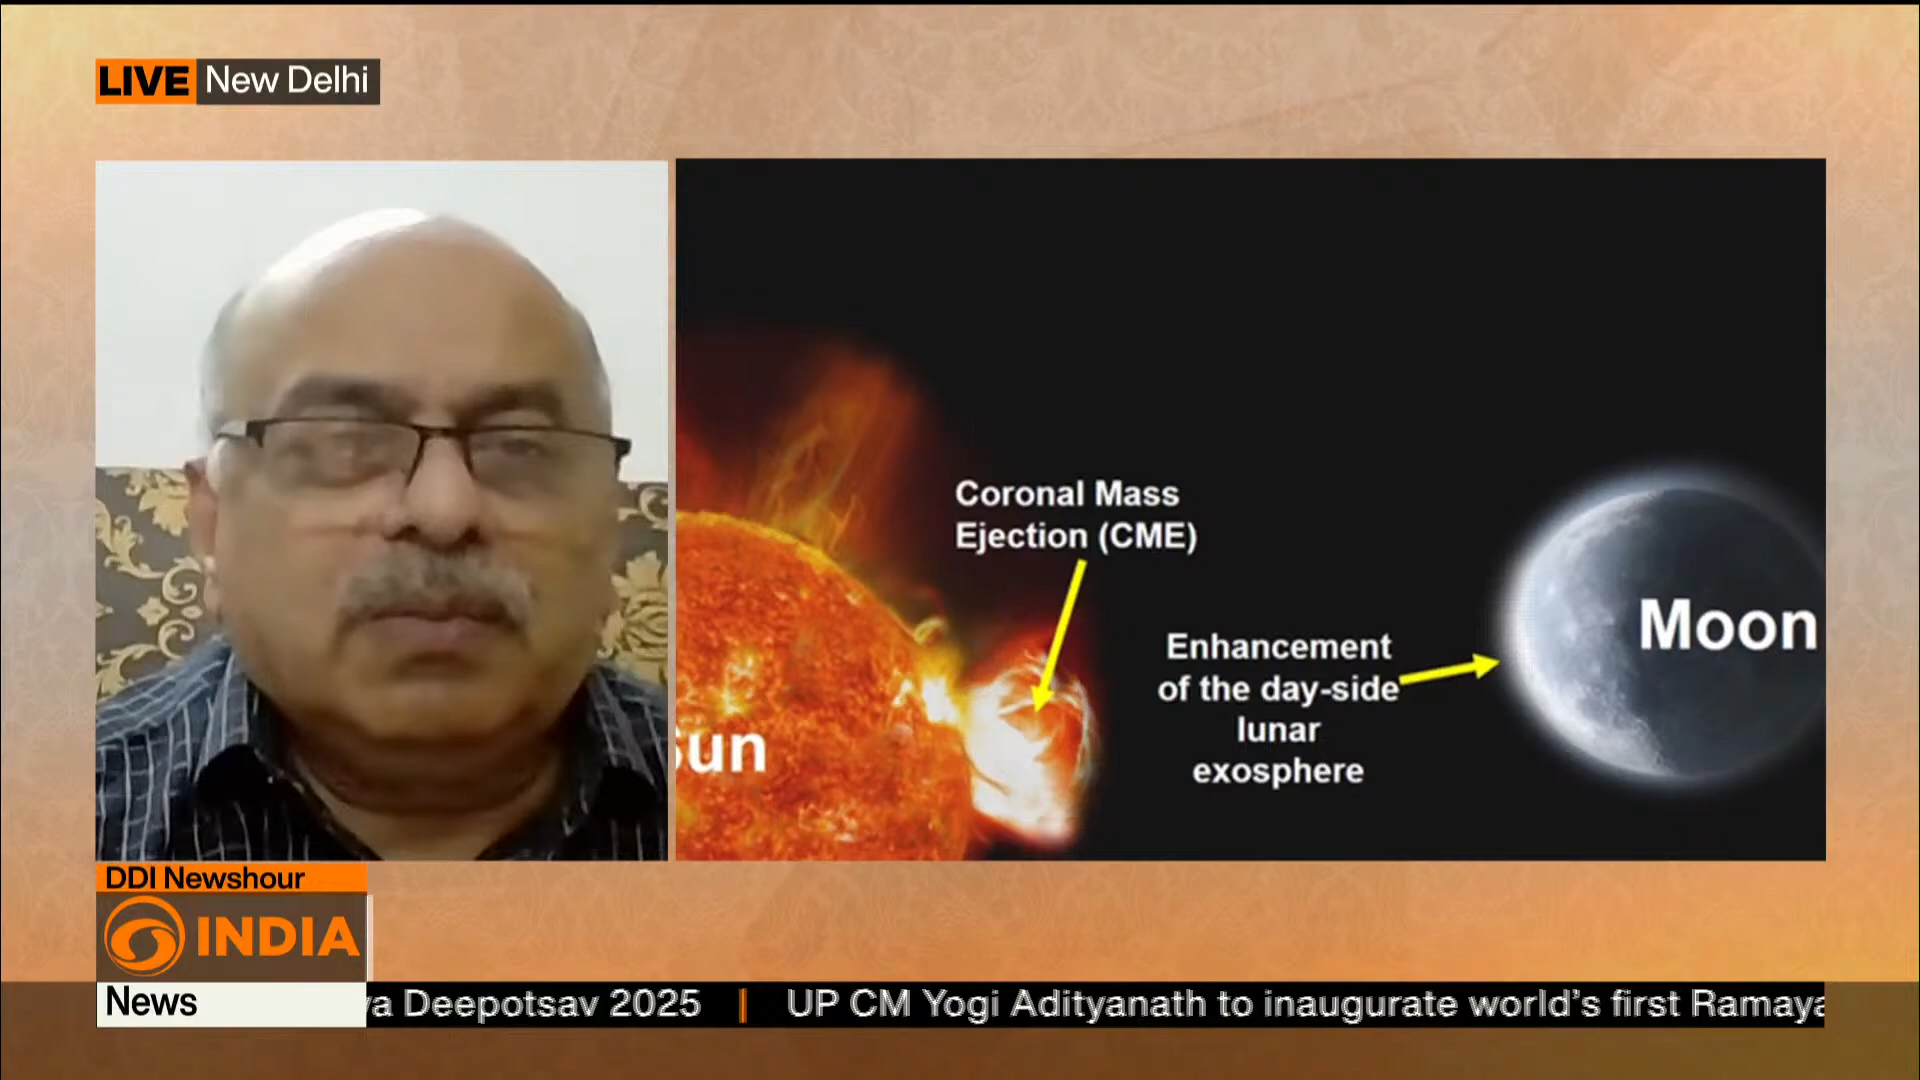 LIVE New Delhi
Coronal Mass
Ejection (CME)
Enhancement
of the day-side
lunar
exosphere
Moon
un
DDI Newshour
INDIA
News
va Deepotsav 2025 | UP CM Yogi Adityanath to inaugurate world's first Ramaya